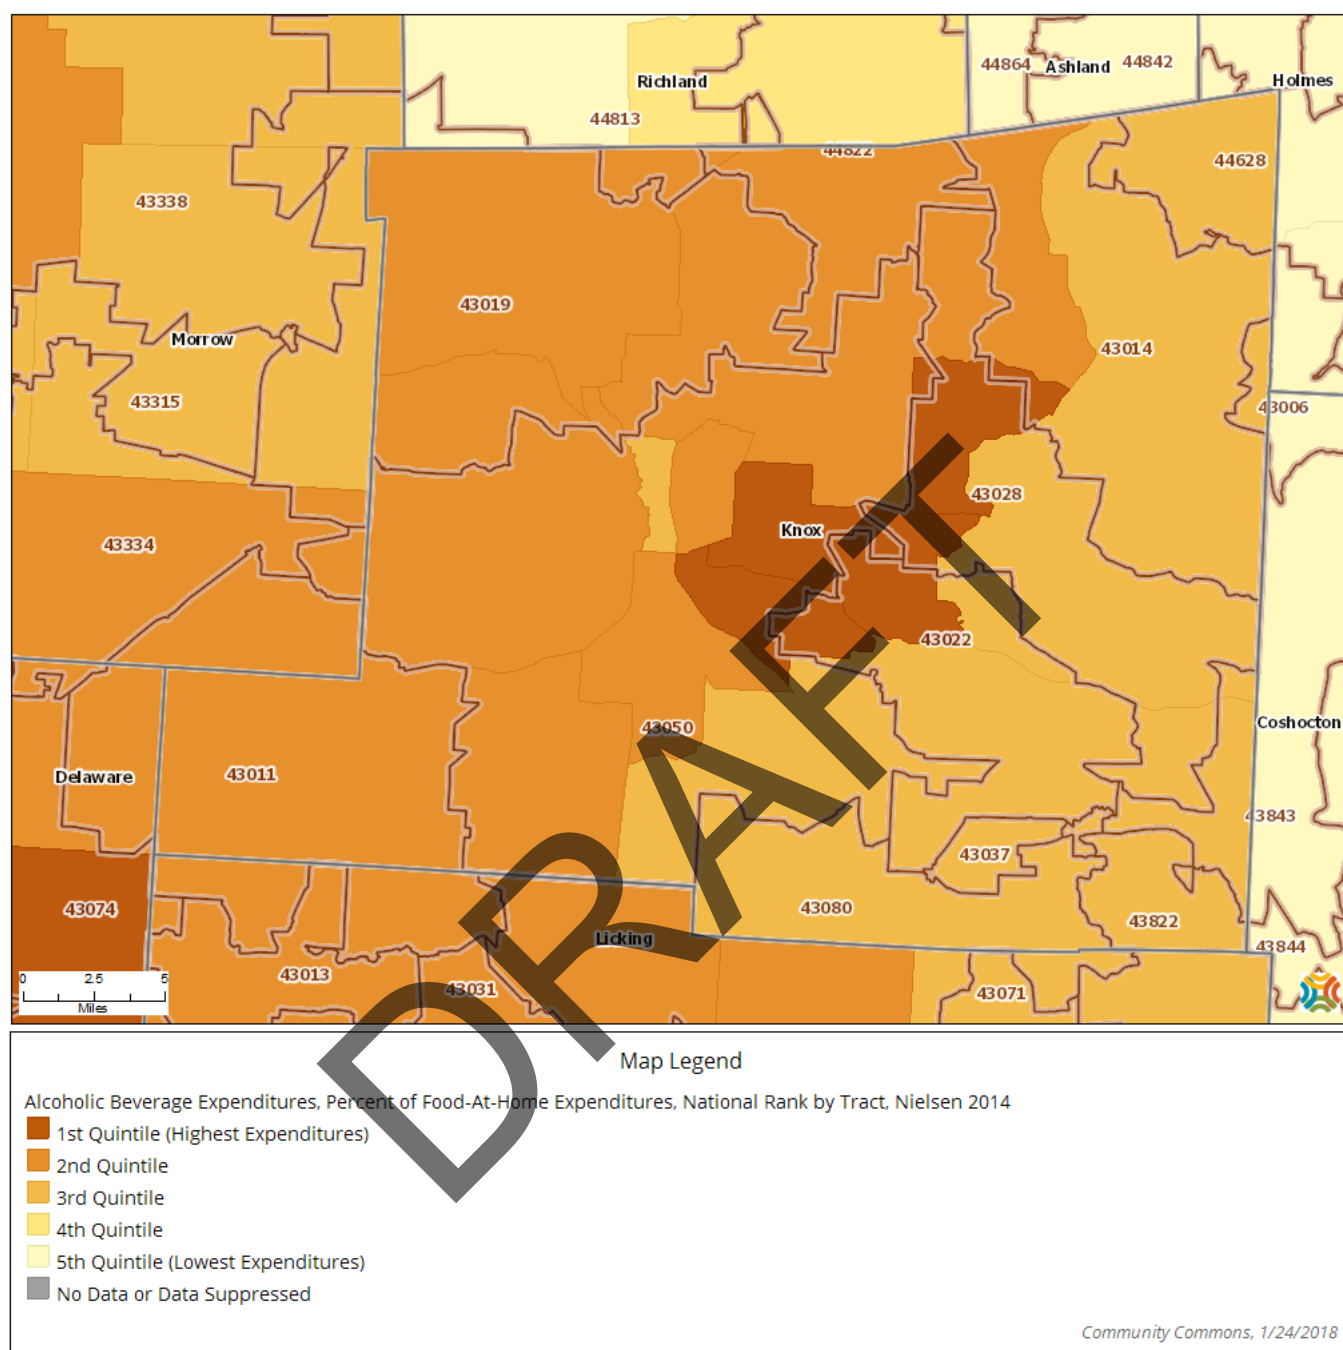 44864 Ashland 44842
Richland
Holmes
44813
44822
44628
43338
43019
Morrow
43014
43315
43006
43028
Knox
43334
43022
43050
Coshocton
Delaware
43011
43843
43037
43074
43080
43822
Licking
43844
43013
43031
43071
0 2.5 5
Miles
DRAFT
Map Legend
Alcoholic Beverage Expenditures, Percent of Food-At-Home Expenditures, National Rank by Tract, Nielsen 2014
1st Quintile (Highest Expenditures)
2nd Quintile
3rd Quintile
4th Quintile
5th Quintile (Lowest Expenditures)
No Data or Data Suppressed
Community Commons, 1/24/2018